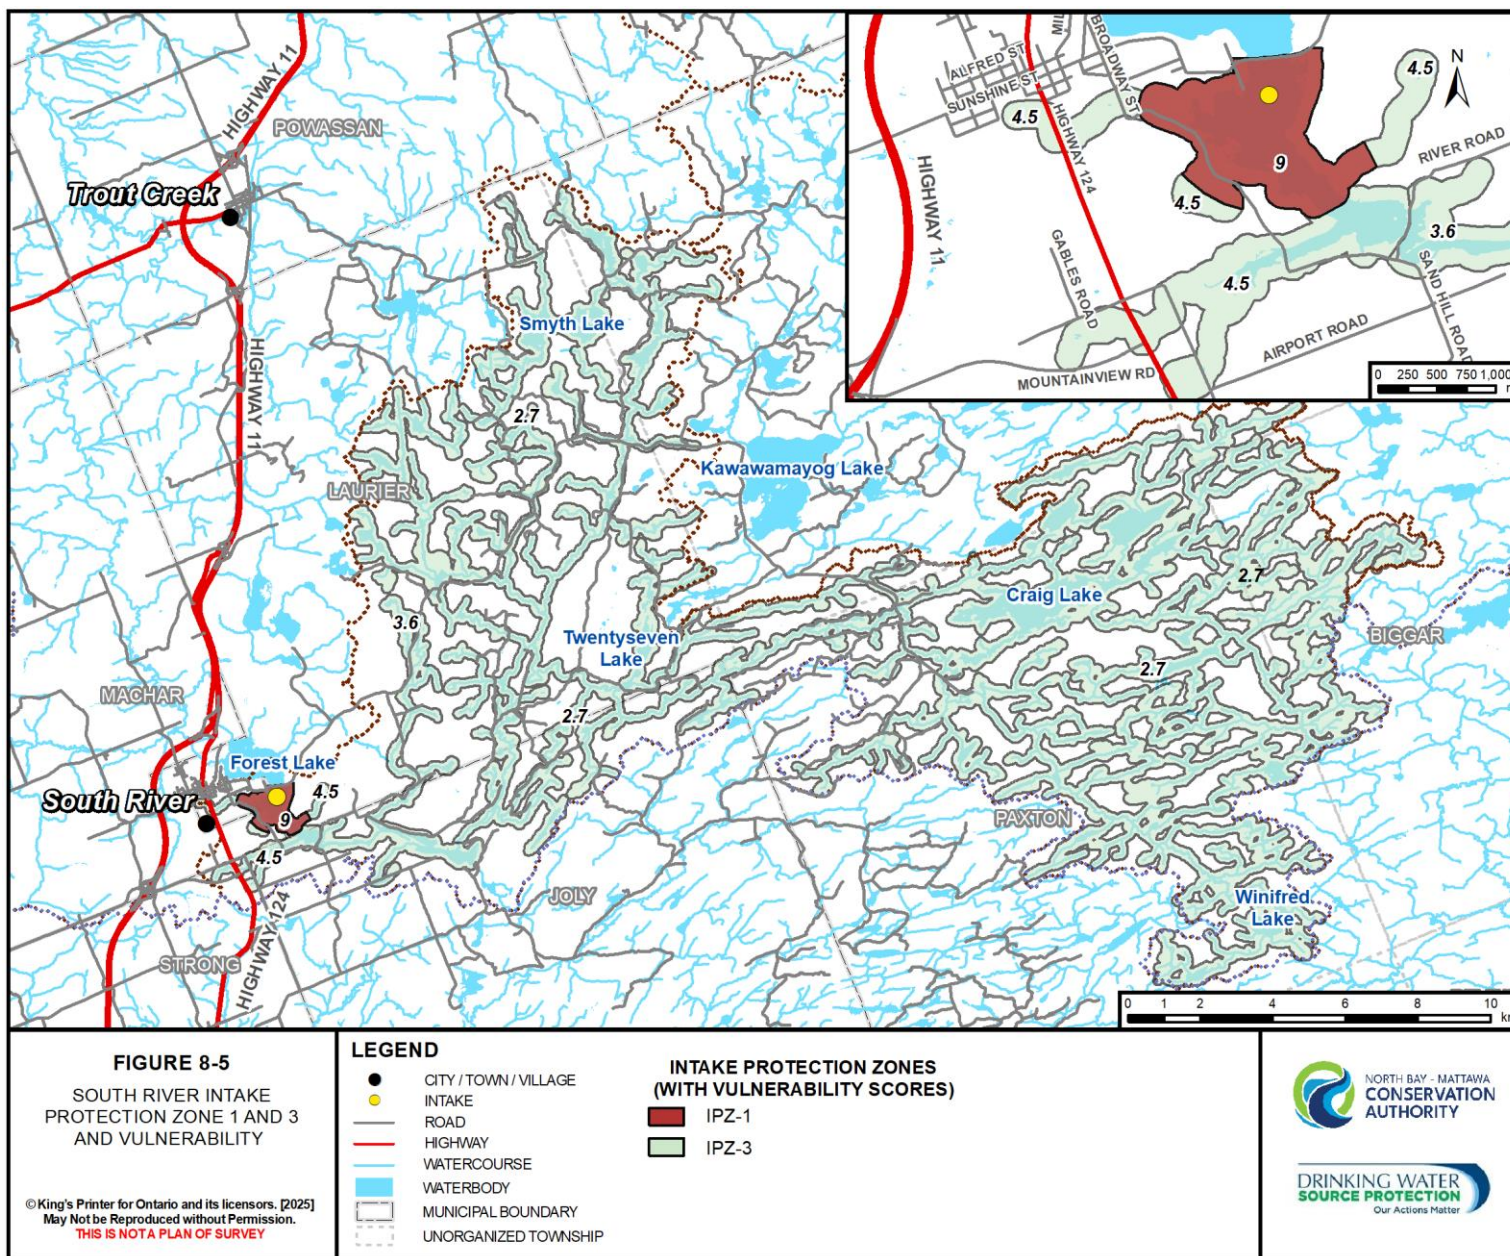 HIGHWAY 11
POWASSAN
Trout Creek
HIGHWAY 11
Smyth Lake
2.7
LAURIER
Kawawamayog Lake
3.6
Twentyseven
Lake
Craig Lake
2.7
2.7
BIGGAR
MACHAR
2.7
Forest Lake
4.5
South River
9
4.5
PAXTON
JOLY
Winifred
Lake
STRONG
HIGHWAY 124
0 1 2 4 6 8 10
ALFRED ST
SUNSHINE ST
BROADWAY ST
4.5
4.5
N
HIGHWAY 124
9
RIVER ROAD
HIGHWAY 11
4.5
3.6
GABLES ROAD
4.5
SAND HILL ROAD
AIRPORT ROAD
MOUNTAINVIEW RD
0 250 500 750 1,000
FIGURE 8-5
SOUTH RIVER INTAKE
PROTECTION ZONE 1 AND 3
AND VULNERABILITY
© King's Printer for Ontario and its licensors. [2025]
May Not be Reproduced without Permission.
THIS IS NOT A PLAN OF SURVEY
LEGEND
CITY / TOWN / VILLAGE
INTAKE
ROAD
HIGHWAY
WATERCOURSE
WATERBODY
MUNICIPAL BOUNDARY
UNORGANIZED TOWNSHIP
INTAKE PROTECTION ZONES
(WITH VULNERABILITY SCORES)
IPZ-1
IPZ-3
NORTH BAY - MATTAWA
CONSERVATION
AUTHORITY
DRINKING WATER
SOURCE PROTECTION
Our Actions Matter